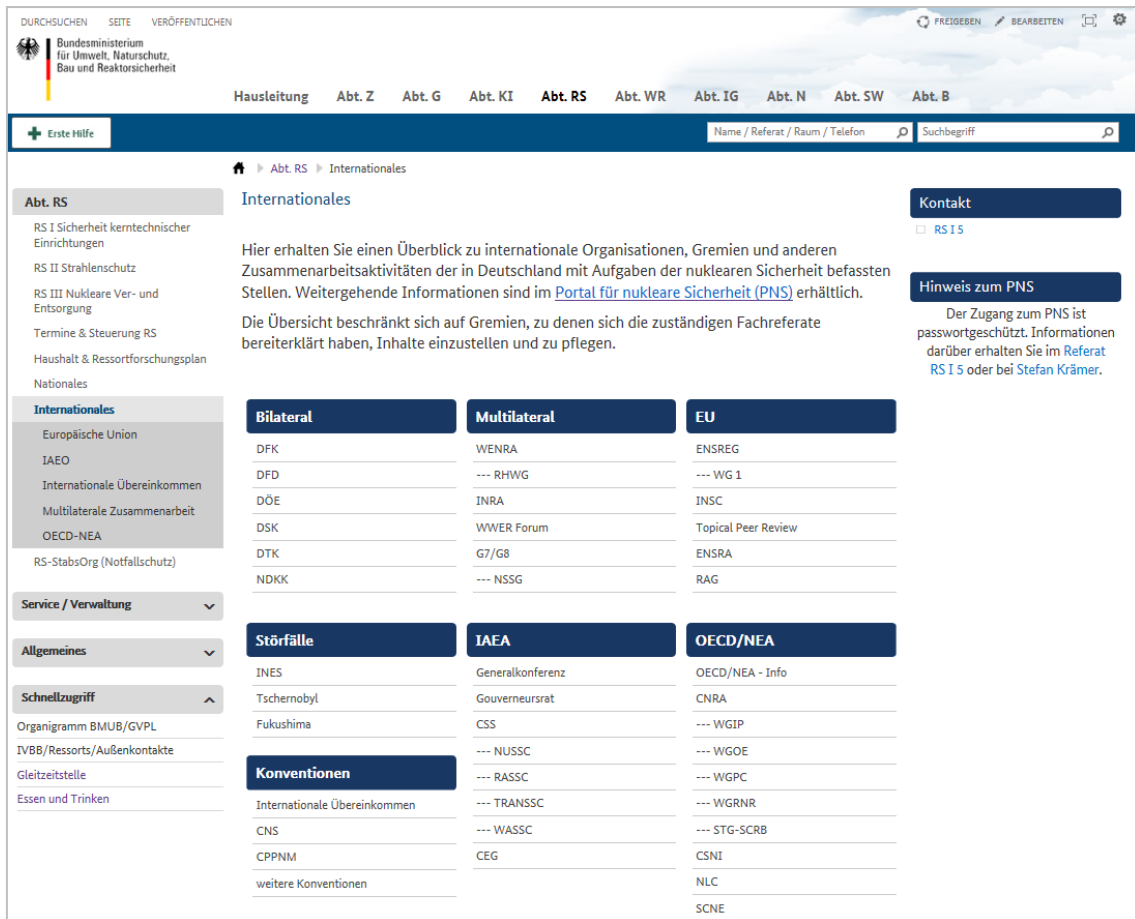 DURCHSUCHEN SEITE VERÖFFENTLICHEN
FREIGEBEN BEARBEITEN
Bundesministerium
für Umwelt, Naturschutz,
Bau und Reaktorsicherheit
Hausleitung Abt. Z Abt. G Abt. KI Abt. RS Abt. WR Abt. IG Abt. N Abt. SW Abt. B
Erste Hilfe
Name / Referat / Raum / Telefon
Suchbegriff
Abt. RS Internationales
Abt. RS
RS I Sicherheit kerntechnischer
Einrichtungen
RS II Strahlenschutz
RS III Nukleare Ver- und
Entsorgung
Termine & Steuerung RS
Haushalt & Ressortforschungsplan
Nationales
Internationales
Europäische Union
IAEO
Internationale Übereinkommen
Multilaterale Zusammenarbeit
OECD-NEA
RS-StabsOrg (Notfallschutz)
Service / Verwaltung
Allgemeines
Schnellzugriff
Organigramm BMUB/GVPL
IVBB/Ressorts/Außenkontakte
Gleitzeitstelle
Essen und Trinken
Internationales
Hier erhalten Sie einen Überblick zu internationale Organisationen, Gremien und anderen
Zusammenarbeitsaktivitäten der in Deutschland mit Aufgaben der nuklearen Sicherheit befassten
Stellen. Weitergehende Informationen sind im Portal für nukleare Sicherheit (PNS) erhältlich.
Die Übersicht beschränkt sich auf Gremien, zu denen sich die zuständigen Fachreferate
bereiterklärt haben, Inhalte einzustellen und zu pflegen.
Bilateral
DFK
DFD
DÖE
DSK
DTK
NDKK
Multilateral
WENRA
--- RHWG
INRA
WWER Forum
G7/G8
--- NSSG
EU
ENSREG
--- WG 1
INSC
Topical Peer Review
ENSRA
RAG
Störfälle
INES
Tschernobyl
Fukushima
Konventionen
Internationale Übereinkommen
CNS
CPPNM
weitere Konventionen
IAEA
Generalkonferenz
Gouverneursrat
CSS
--- NUSSC
--- RASSC
--- TRANSSC
--- WASSC
CEG
OECD/NEA
OECD/NEA - Info
CNRA
--- WGIP
--- WGOE
--- WGPC
--- WGRNR
--- STG-SCRB
CSNI
NLC
SCNE
Kontakt
RS I 5
Hinweis zum PNS
Der Zugang zum PNS ist
passwortgeschützt. Informationen
darüber erhalten Sie im Referat
RS I 5 oder bei Stefan Krämer.